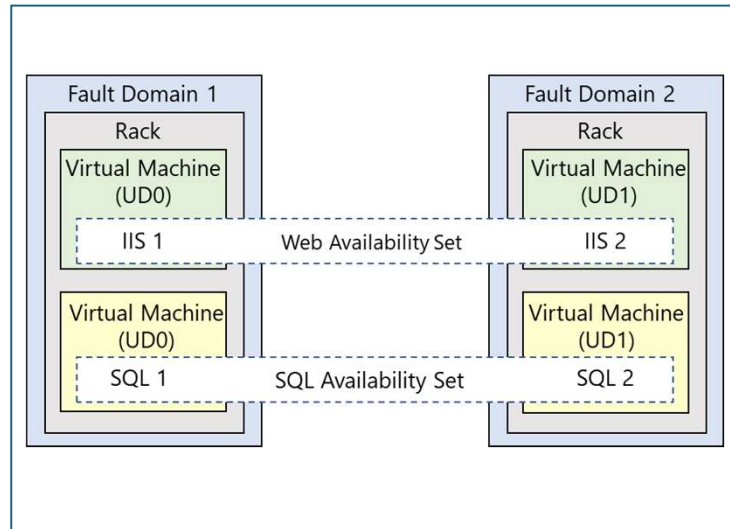 Fault Domain 1
Rack
Virtual Machine
(UD0)
IIS 1
Virtual Machine
(UD0)
SQL 1
Web Availability Set
SQL Availability Set
Fault Domain 2
Rack
Virtual Machine
(UD1)
IIS 2
Virtual Machine
(UD1)
SQL 2